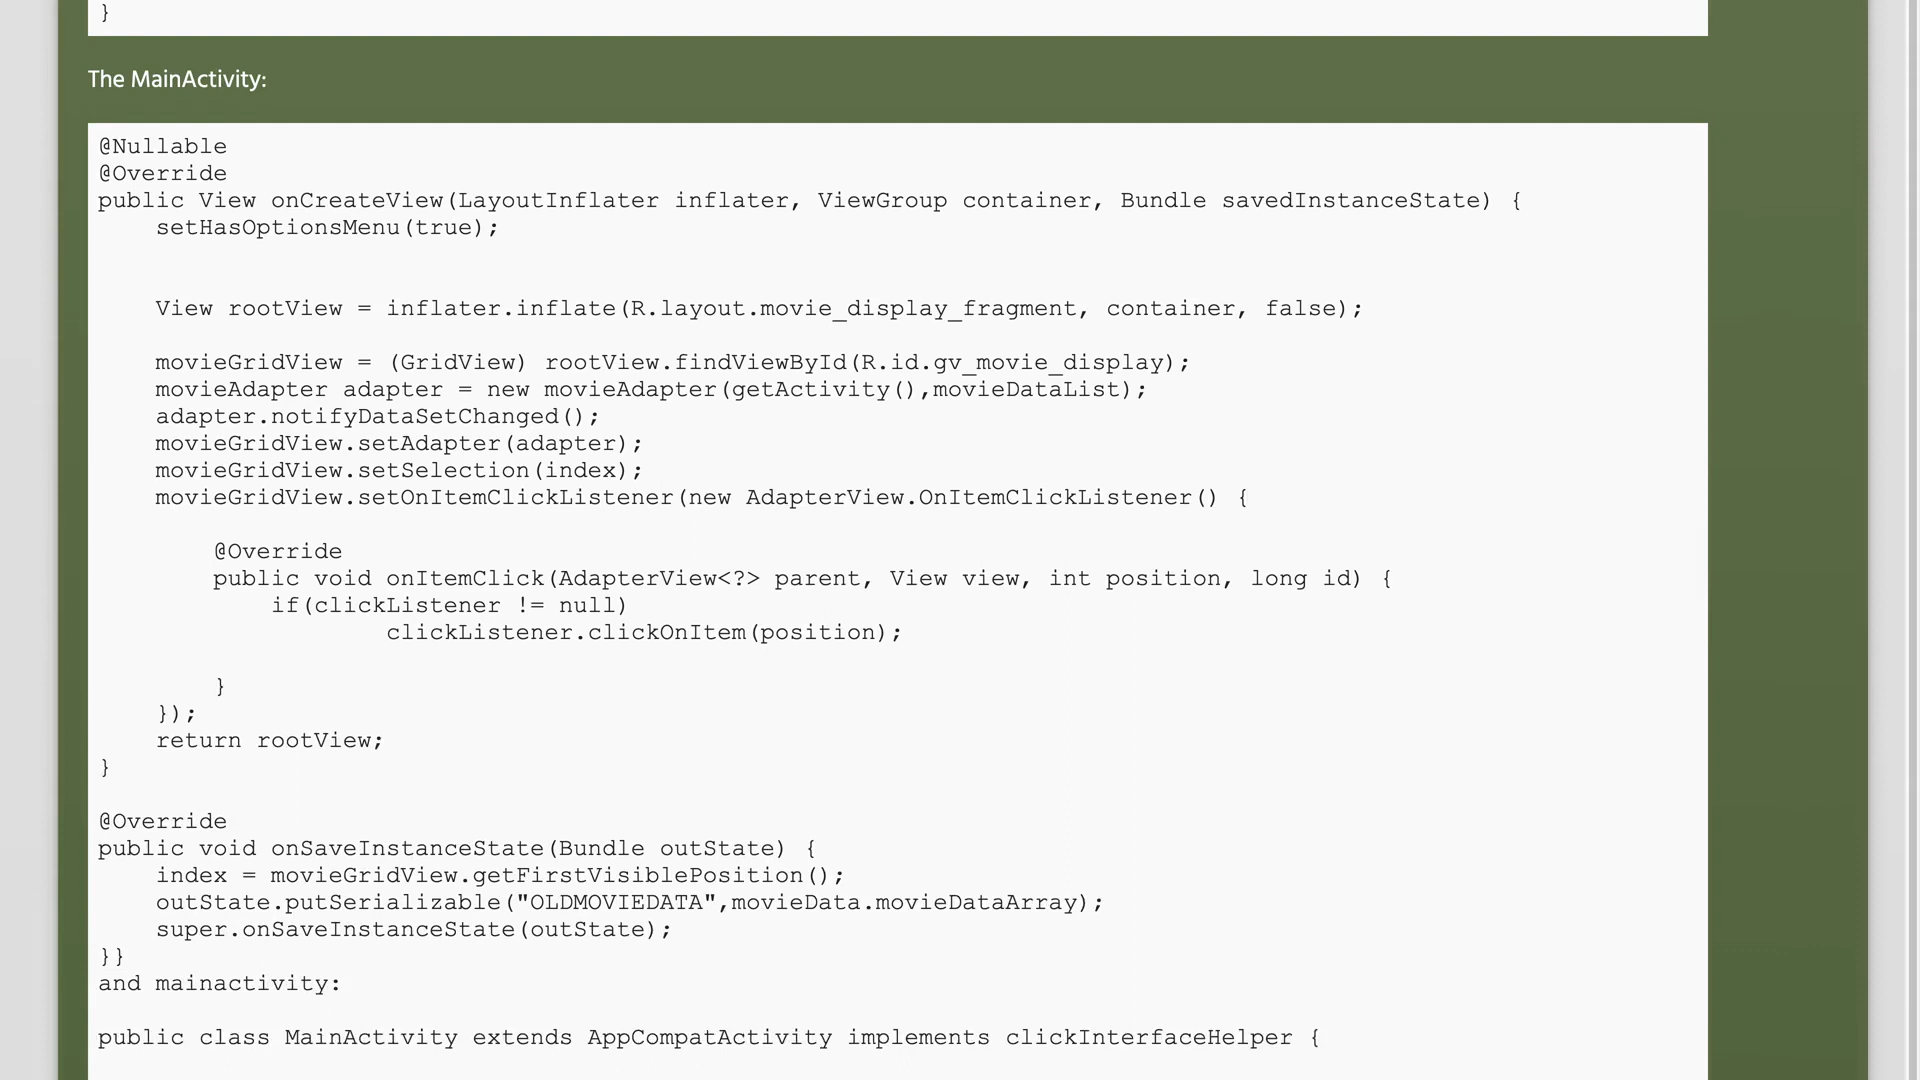 }
The MainActivity:
@Nullable
@Override
public View onCreateView(LayoutInflater inflater, ViewGroup container, Bundle savedInstanceState) {
    setHasOptionsMenu(true);
    View rootView = inflater.inflate(R.layout.movie_display_fragment, container, false);
    movieGridView = (GridView) rootView.findViewById(R.id.gv_movie_display);
    movieAdapter adapter = new movieAdapter(getActivity(),movieDataList);
    adapter.notifyDataSetChanged();
    movieGridView.setAdapter(adapter);
    movieGridView.setSelection(index);
    movieGridView.setOnItemClickListener(new AdapterView.OnItemClickListener() {
        @Override
        public void onItemClick(AdapterView<?> parent, View view, int position, long id) {
            if(clickListener != null)
                    clickListener.clickOnItem(position);
        }
    });
    return rootView;
}
@Override
public void onSaveInstanceState(Bundle outState) {
    index = movieGridView.getFirstVisiblePosition();
    outState.putSerializable("OLDMOVIEDATA",movieData.movieDataArray);
    super.onSaveInstanceState(outState);
}}
and mainactivity:
public class MainActivity extends AppCompatActivity implements clickInterfaceHelper {